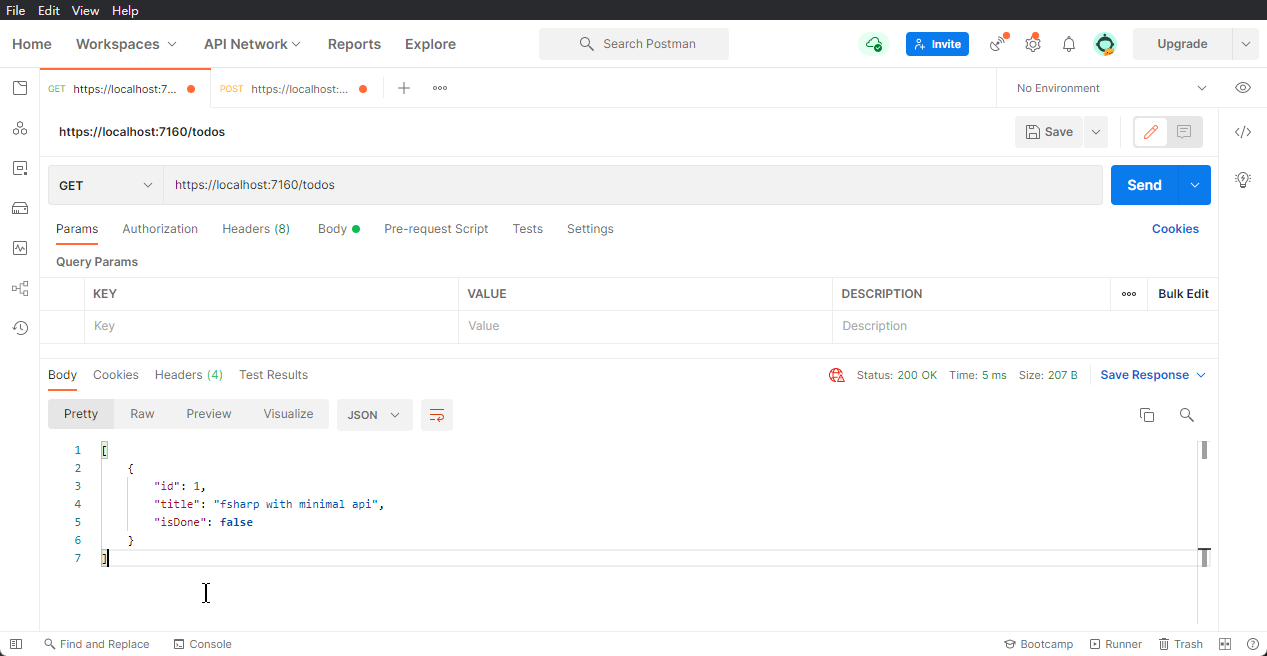 File Edit View Help
Home Workspaces API Network Reports Explore Search Postman Invite Upgrade
GET https://localhost:7... POST https://localhost:... No Environment
https://localhost:7160/todos Save
GET https://localhost:7160/todos Send
Params Authorization Headers (8) Body Pre-request Script Tests Settings Cookies
Query Params
KEY VALUE DESCRIPTION Bulk Edit
Key Value Description
Body Cookies Headers (4) Test Results Status: 200 OK Time: 5 ms Size: 207 B Save Response
Pretty Raw Preview Visualize JSON
1 [
2 {
3 "id": 1,
4 "title": "fsharp with minimal api",
5 "isDone": false
6 }
7 ]
Find and Replace Console Bootcamp Runner Trash